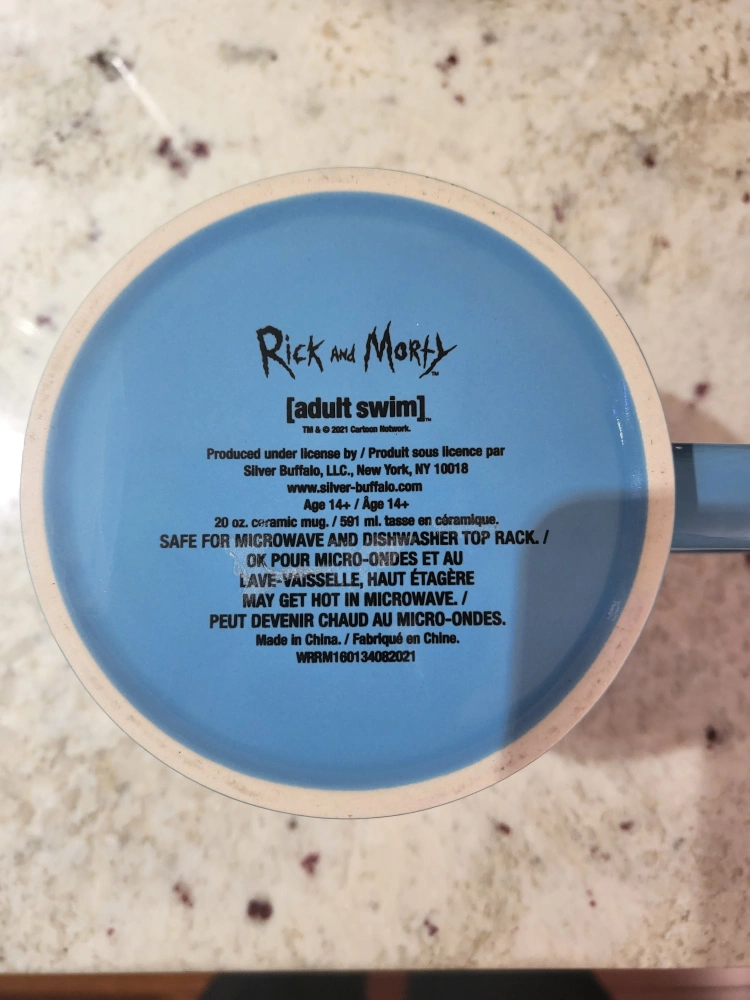 Rick and Morty™
[adult swim]™
TM & © 2021 Cartoon Network.
Produced under license by / Produit sous licence par
Silver Buffalo, LLC., New York, NY 10018
www.silver-buffalo.com
Age 14+ / Âge 14+
20 oz. ceramic mug. / 591 ml. tasse en céramique.
SAFE FOR MICROWAVE AND DISHWASHER TOP RACK. /
OK POUR MICRO-ONDES ET AU
LAVE-VAISSELLE, HAUT ÉTAGÈRE
MAY GET HOT IN MICROWAVE. /
PEUT DEVENIR CHAUD AU MICRO-ONDES.
Made in China. / Fabriqué en Chine.
WRRM160134082021